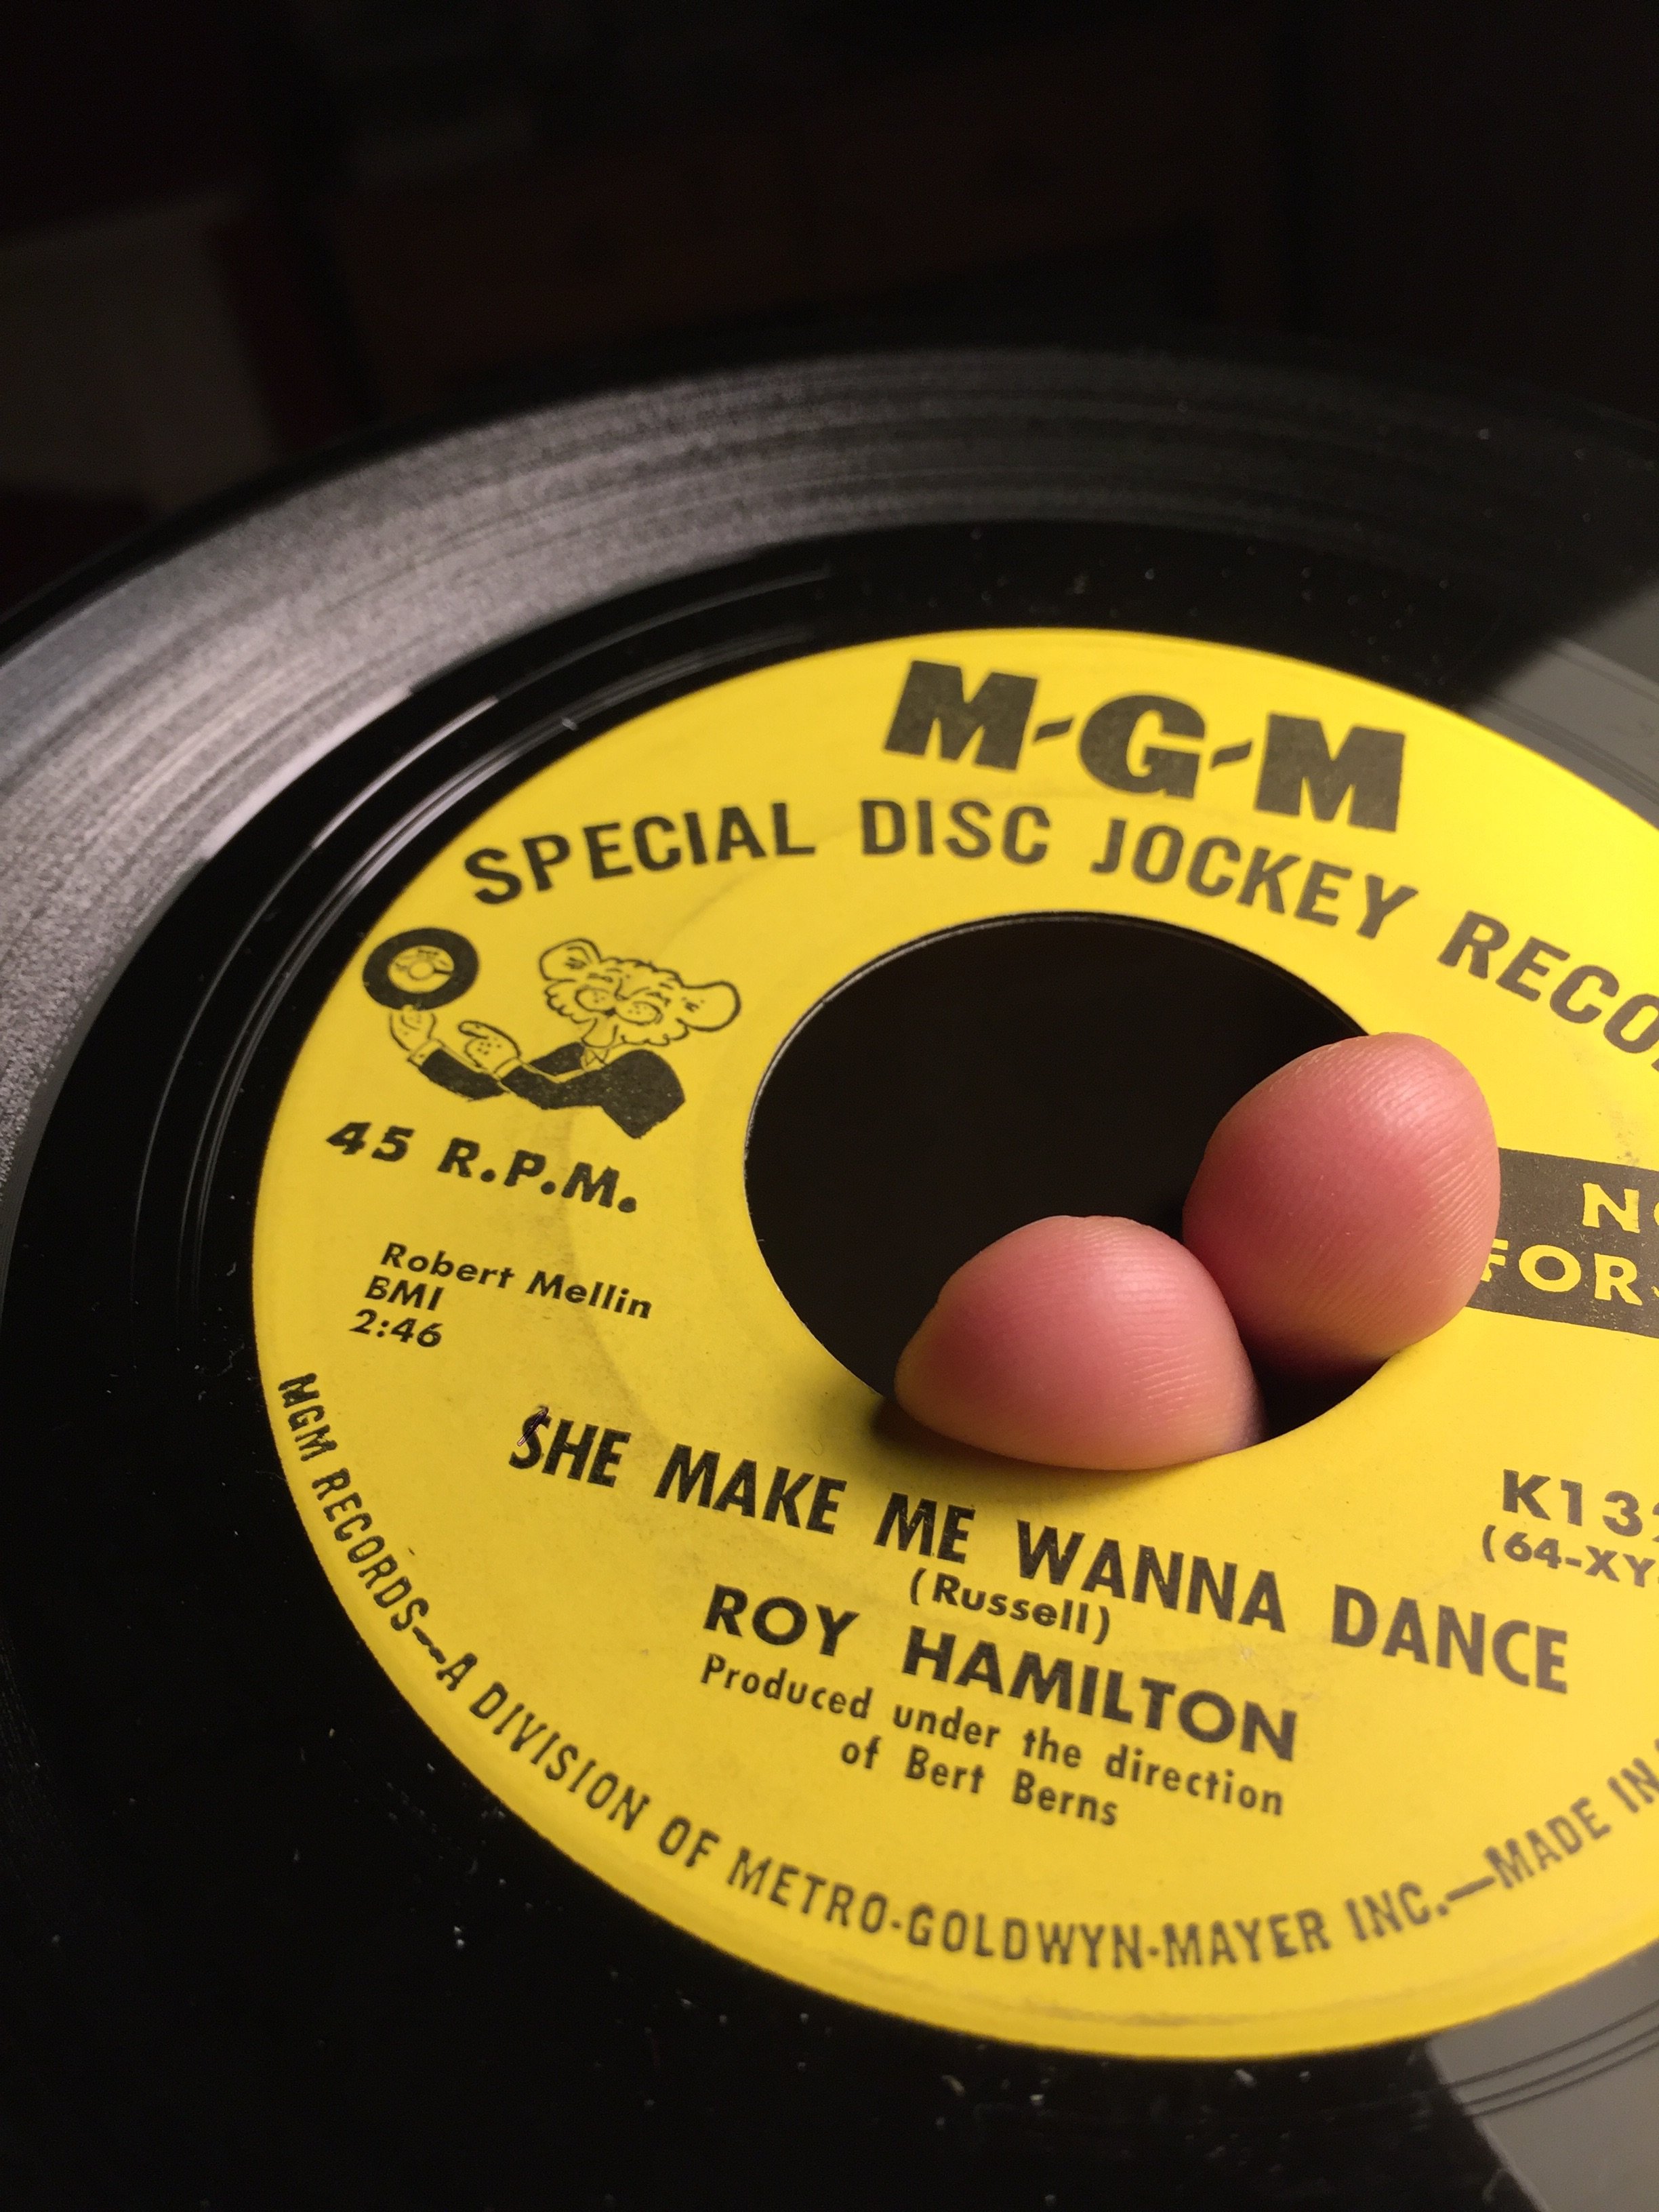 M-G-M
SPECIAL DISC JOCKEY
45 R.P.M.
Robert Mellin
BMI
2:46
SHE MAKE ME WANNA DANCE
(Russell)
ROY HAMILTON
Produced under the direction
of Bert Berns
MGM RECORDS—A DIVISION OF METRO-GOLDWYN-MAYER INC.—MADE IN